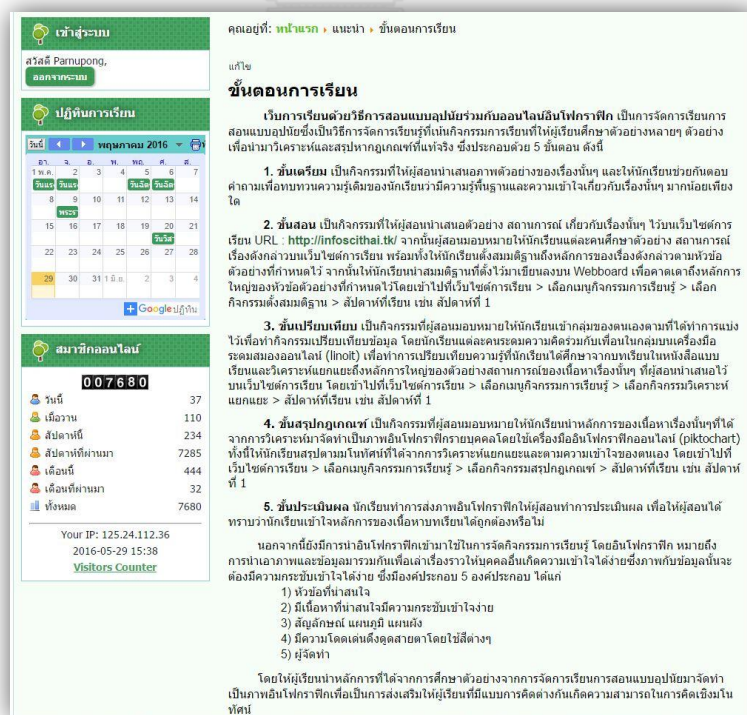 เข้าสู่ระบบ
สวัสดี Parnupong,
ออกจากระบบ
ปฏิทินการเรียน
วันนี้ พฤษภาคม 2016
อา. จ. อ. พ. พฤ. ศ. ส.
1 พ.ค. 2 3 4 5 6 7
วันแรง วันแรง วันฉัต วันฉัต
8 9 10 11 12 13 14
พระรา
15 16 17 18 19 20 21
วันวิสา
22 23 24 25 26 27 28
29 30 31 1 มิ.ย. 2 3 4
+ Google ปฏิทิน
สมาชิกออนไลน์
007680
วันนี้ 37
เมื่อวาน 110
สัปดาห์นี้ 234
สัปดาห์ที่ผ่านมา 7285
เดือนนี้ 444
เดือนที่ผ่านมา 32
ทั้งหมด 7680
Your IP: 125.24.112.36
2016-05-29 15:38
Visitors Counter
คุณอยู่ที่: หน้าแรก แนะนำ ขั้นตอนการเรียน
แก้ไข
ขั้นตอนการเรียน
เว็บการเรียนด้วยวิธีการสอนแบบอุปนัยร่วมกับออนไลน์อินโฟกราฟิก เป็นการจัดการเรียนการ
สอนแบบอุปนัยซึ่งเป็นวิธีการจัดการเรียนรู้ที่เน้นกิจกรรมการเรียนที่ให้ผู้เรียนศึกษาตัวอย่างหลายๆ ตัวอย่าง
เพื่อนำมาวิเคราะห์และสรุปหากฎเกณฑ์ที่แท้จริง ซึ่งประกอบด้วย 5 ขั้นตอน ดังนี้
1. ขั้นเตรียม เป็นกิจกรรมที่ให้ผู้สอนนำเสนอภาพตัวอย่างของเรื่องนั้นๆ และให้นักเรียนช่วยกันตอบ
คำถามเพื่อทบทวนความรู้เดิมของนักเรียนว่ามีความรู้พื้นฐานและความเข้าใจเกี่ยวกับเรื่องนั้นๆ มากน้อยเพียง
ใด
2. ขั้นสอน เป็นกิจกรรมที่ให้ผู้สอนนำเสนอตัวอย่าง สถานการณ์ เกี่ยวกับเรื่องนั้นๆ ไว้บนเว็บไซต์การ
เรียน URL : http://infoscithai.tk/ จากนั้นผู้สอนมอบหมายให้นักเรียนแต่ละคนศึกษาตัวอย่าง สถานการณ์
เรื่องดังกล่าวบนเว็บไซต์การเรียน พร้อมทั้งให้นักเรียนตั้งสมมติฐานถึงหลักการของเรื่องดังกล่าวตามหัวข้อ
ตัวอย่างที่กำหนดไว้ จากนั้นให้นักเรียนนำสมมติฐานที่ตั้งไว้มาเขียนลงบน Webboard เพื่อคาดเดาถึงหลักการ
ใหญ่ของหัวข้อตัวอย่างที่กำหนดไว้โดยเข้าไปที่เว็บไซต์การเรียน > เลือกเมนูกิจกรรมการเรียนรู้ > เลือก
กิจกรรมตั้งสมมติฐาน > สัปดาห์ที่เรียน เช่น สัปดาห์ที่ 1
3. ขั้นเปรียบเทียบ เป็นกิจกรรมที่ผู้สอนมอบหมายให้นักเรียนเข้ากลุ่มของตนเองตามที่ได้ทำการแบ่ง
ไว้เพื่อทำกิจกรรมเปรียบเทียบข้อมูล โดยนักเรียนแต่ละคนระดมความคิดร่วมกับเพื่อนในกลุ่มบนเครื่องมือ
ระดมสมองออนไลน์ (linoit) เพื่อทำการเปรียบเทียบความรู้ที่นักเรียนได้ศึกษาจากบทเรียนในหนังสือแบบ
เรียนและวิเคราะห์แยกแยะถึงหลักการใหญ่ของตัวอย่างสถานการณ์ของเนื้อหาเรื่องนั้นๆ ที่ผู้สอนนำเสนอไว้
บนเว็บไซต์การเรียน โดยเข้าไปที่เว็บไซต์การเรียน > เลือกเมนูกิจกรรมการเรียนรู้ > เลือกกิจกรรมวิเคราะห์
แยกแยะ > สัปดาห์ที่เรียน เช่น สัปดาห์ที่ 1
4. ขั้นสรุปกฎเกณฑ์ เป็นกิจกรรมที่ผู้สอนมอบหมายให้นักเรียนนำหลักการของเนื้อหาเรื่องนั้นๆที่ได้
จากการวิเคราะห์มาจัดทำเป็นภาพอินโฟกราฟิกรายบุคคลโดยใช้เครื่องมืออินโฟกราฟิกออนไลน์ (piktochart)
ทั้งนี้ให้นักเรียนสรุปตามมโนทัศน์ที่ได้จากการวิเคราะห์แยกแยะและตามความเข้าใจของตนเอง โดยเข้าไปที่
เว็บไซต์การเรียน > เลือกเมนูกิจกรรมการเรียนรู้ > เลือกกิจกรรมสรุปกฎเกณฑ์ > สัปดาห์ที่เรียน เช่น สัปดาห์
ที่ 1
5. ขั้นประเมินผล นักเรียนทำการส่งภาพอินโฟกราฟิกให้ผู้สอนทำการประเมินผล เพื่อให้ผู้สอนได้
ทราบว่านักเรียนเข้าใจหลักการของเนื้อหาบทเรียนได้ถูกต้องหรือไม่
นอกจากนี้ยังมีการนำอินโฟกราฟิกเข้ามาใช้ในการจัดกิจกรรมการเรียนรู้ โดยอินโฟกราฟิก หมายถึง
การนำเอาภาพและข้อมูลมารวมกันเพื่อเล่าเรื่องราวให้บุคคลอื่นเกิดความเข้าใจได้ง่ายซึ่งภาพกับข้อมูลนั้นจะ
ต้องมีความกระชับเข้าใจได้ง่าย ซึ่งมีองค์ประกอบ 5 องค์ประกอบ ได้แก่
1) หัวข้อที่น่าสนใจ
2) มีเนื้อหาที่น่าสนใจมีความกระชับเข้าใจง่าย
3) สัญลักษณ์ แผนภูมิ แผนผัง
4) มีความโดดเด่นดึงดูดสายตาโดยใช้สีต่างๆ
5) ผู้จัดทำ
โดยให้ผู้เรียนนำหลักการที่ได้จากการศึกษาตัวอย่างจากการจัดการเรียนการสอนแบบอุปนัยมาจัดทำ
เป็นภาพอินโฟกราฟิกเพื่อเป็นการส่งเสริมให้ผู้เรียนที่มีแบบการคิดต่างกันเกิดความสามารถในการคิดเชิงมโน
ทัศน์